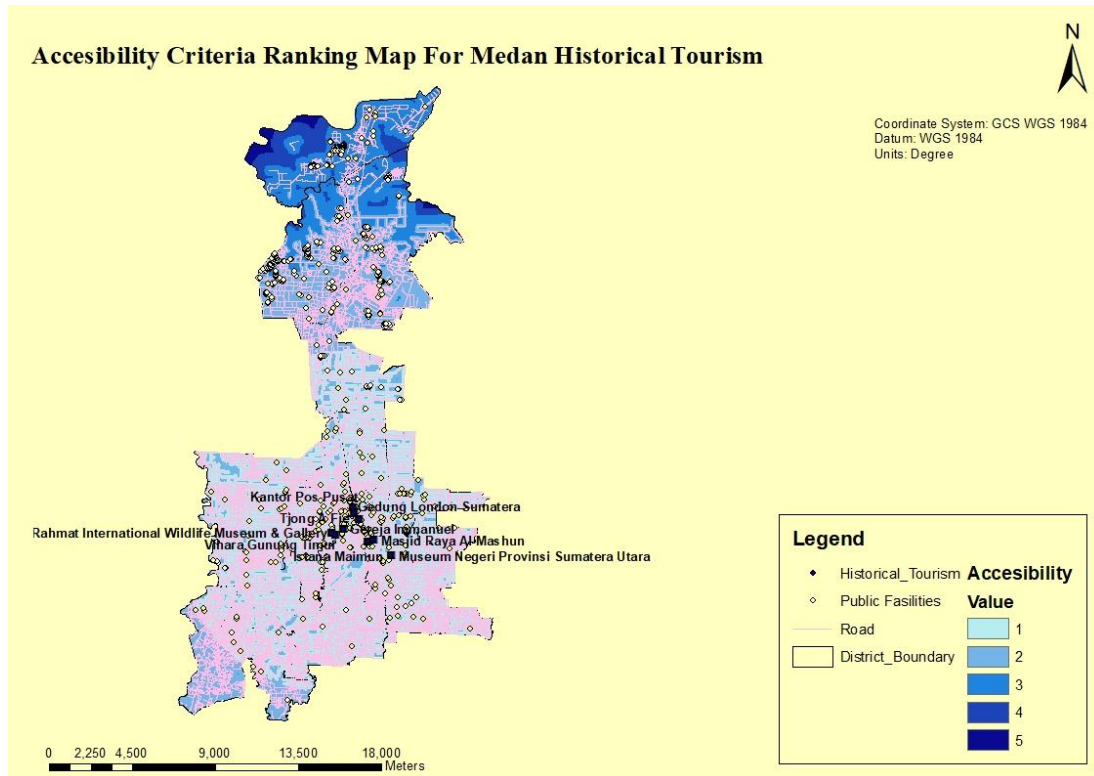 Accesibility Criteria Ranking Map For Medan Historical Tourism
N
Coordinate System: GCS WGS 1984
Datum: WGS 1984
Units: Degree
Kantor Pos Pusat
Gedung London Sumatera
Tjong A Fie
Gereja Immanuel
Rahmat International Wildlife Museum & Gallery
Masjid Raya Al-Mashun
Vihara Gunung Timur
Istana Maimun
Museum Negeri Provinsi Sumatera Utara
Legend
Historical_Tourism
Public Fasilities
Road
District_Boundary
Accesibility
Value
1
2
3
4
5
0 2,250 4,500 9,000 13,500 18,000
Meters